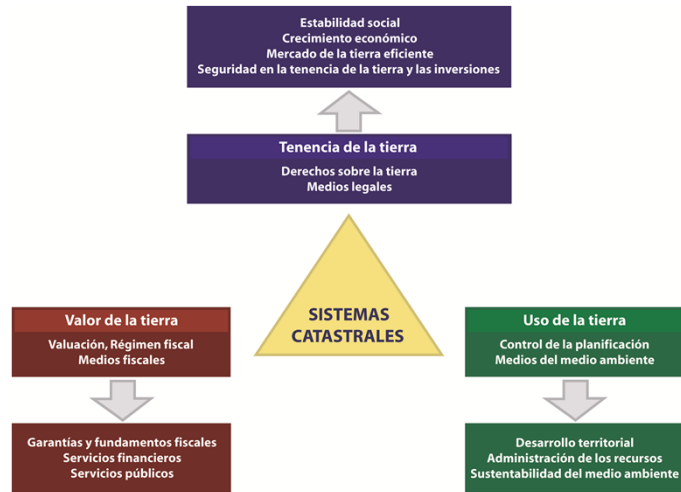 Estabilidad social
Crecimiento económico
Mercado de la tierra eficiente
Seguridad en la tenencia de la tierra y las inversiones
Tenencia de la tierra
Derechos sobre la tierra
Medios legales
SISTEMAS
CATASTRALES
Valor de la tierra
Valuación, Régimen fiscal
Medios fiscales
Garantías y fundamentos fiscales
Servicios financieros
Servicios públicos
Uso de la tierra
Control de la planificación
Medios del medio ambiente
Desarrollo territorial
Administración de los recursos
Sustentabilidad del medio ambiente